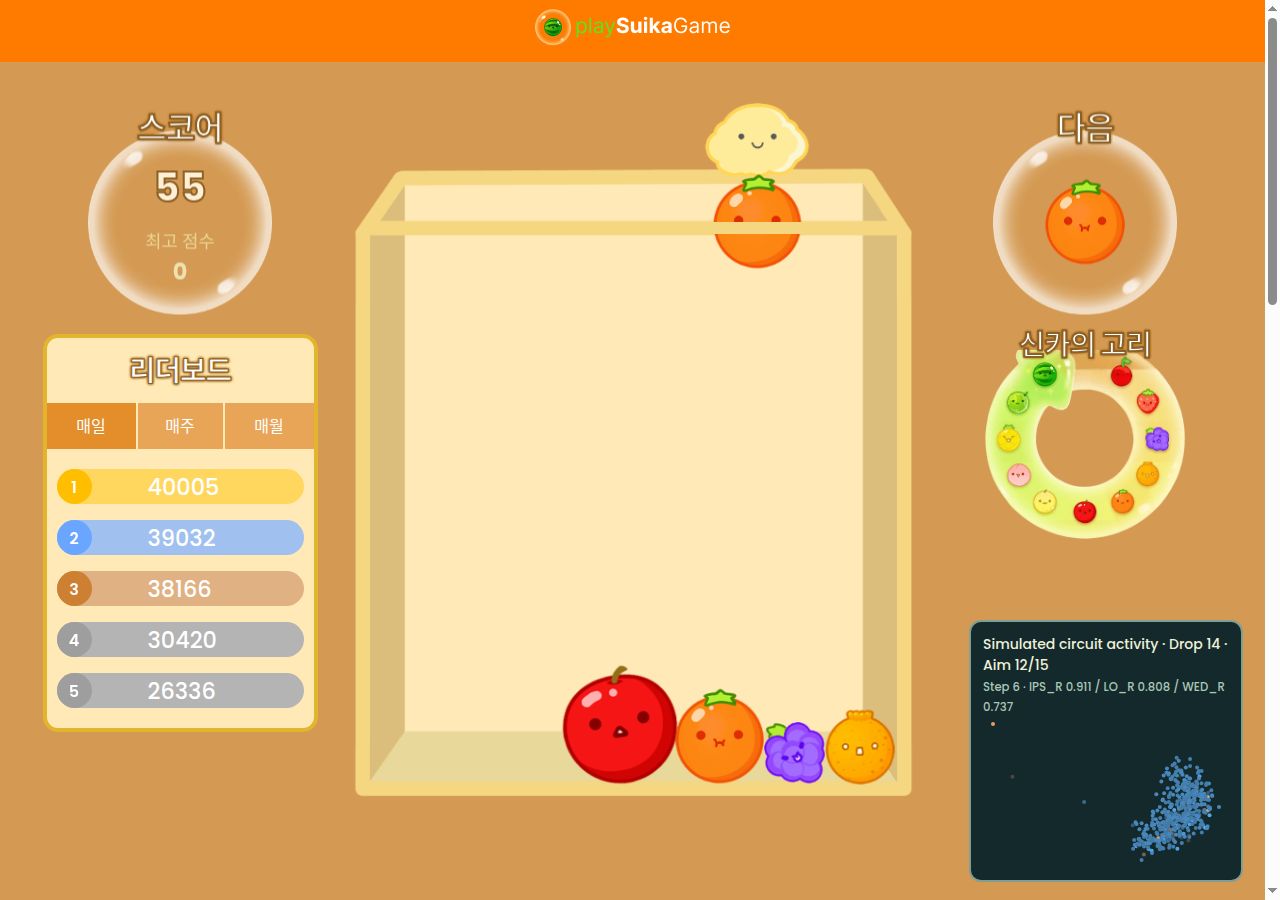 playSuikaGame
스코어
55
최고 점수
0
다음
리더보드
매일 매주 매월
1 40005
2 39032
3 38166
4 30420
5 26336
신카의 고리
Simulated circuit activity · Drop 14 ·
Aim 12/15
Step 6 · IPS_R 0.911 / LO_R 0.808 / WED_R
0.737